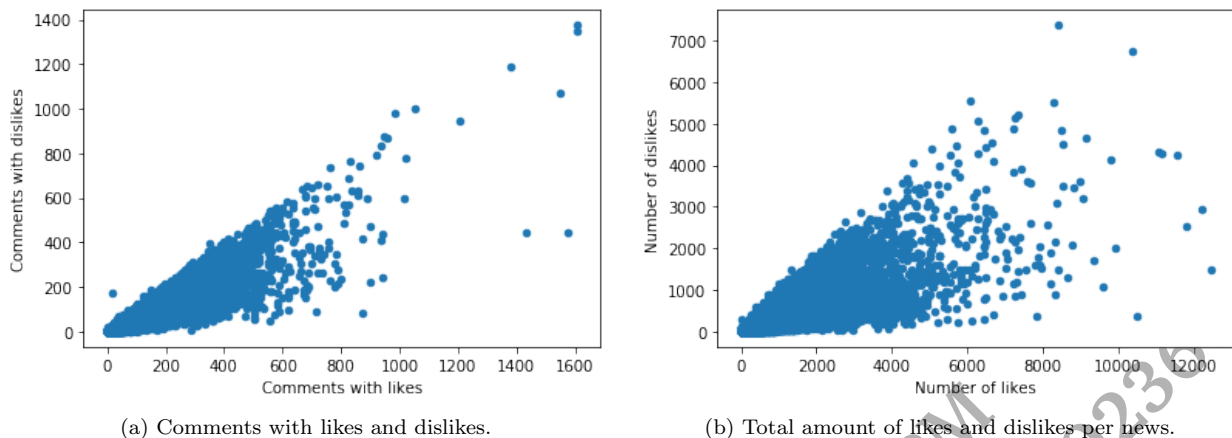 1400
1200
1000
800
600
400
200
0
Comments with dislikes
0 200 400 600 800 1000 1200 1400 1600
Comments with likes
(a) Comments with likes and dislikes.
7000
6000
5000
4000
3000
2000
1000
0
Number of dislikes
0 2000 4000 6000 8000 10000 12000
Number of likes
(b) Total amount of likes and dislikes per news.